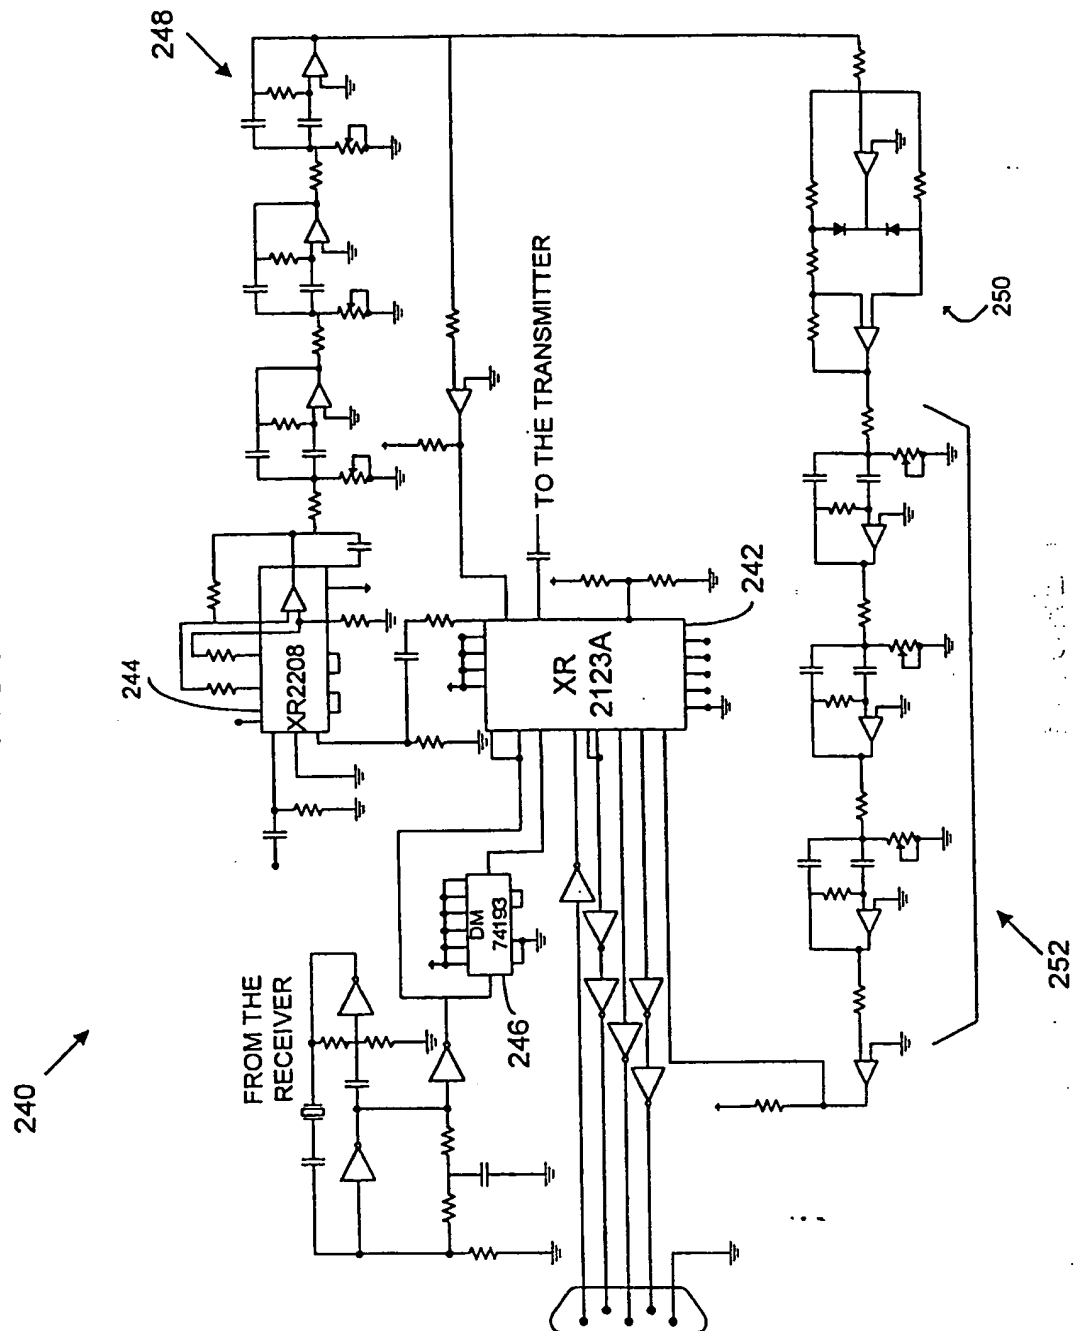 240
248
FROM THE
RECEIVER
244
XR2208
246
DM
74193
XR
2123A
242
TO THE TRANSMITTER
250
252